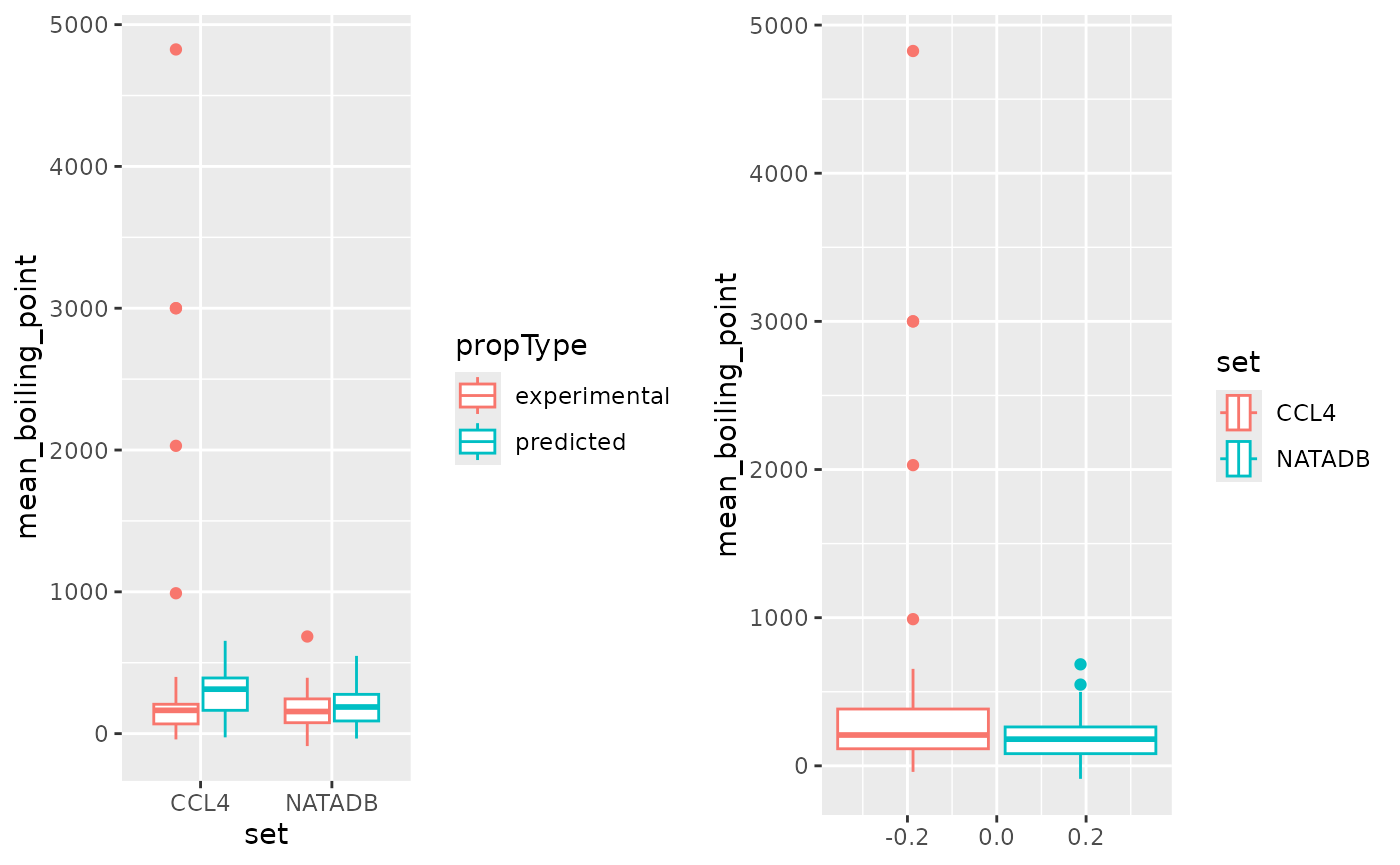 mean_boiling_point
5000
4000
3000
2000
1000
0
CCL4
NATADB
set
propType
experimental
predicted
mean_boiling_point
5000
4000
3000
2000
1000
0
-0.2
0.0
0.2
set
CCL4
NATADB